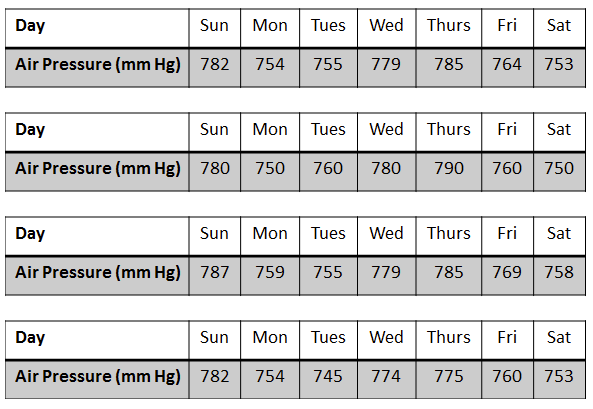 Day Sun Mon Tues Wed Thurs Fri Sat
Air Pressure (mm Hg) 782 754 755 779 785 764 753
Day Sun Mon Tues Wed Thurs Fri Sat
Air Pressure (mm Hg) 780 750 760 780 790 760 750
Day Sun Mon Tues Wed Thurs Fri Sat
Air Pressure (mm Hg) 787 759 755 779 785 769 758
Day Sun Mon Tues Wed Thurs Fri Sat
Air Pressure (mm Hg) 782 754 745 774 775 760 753